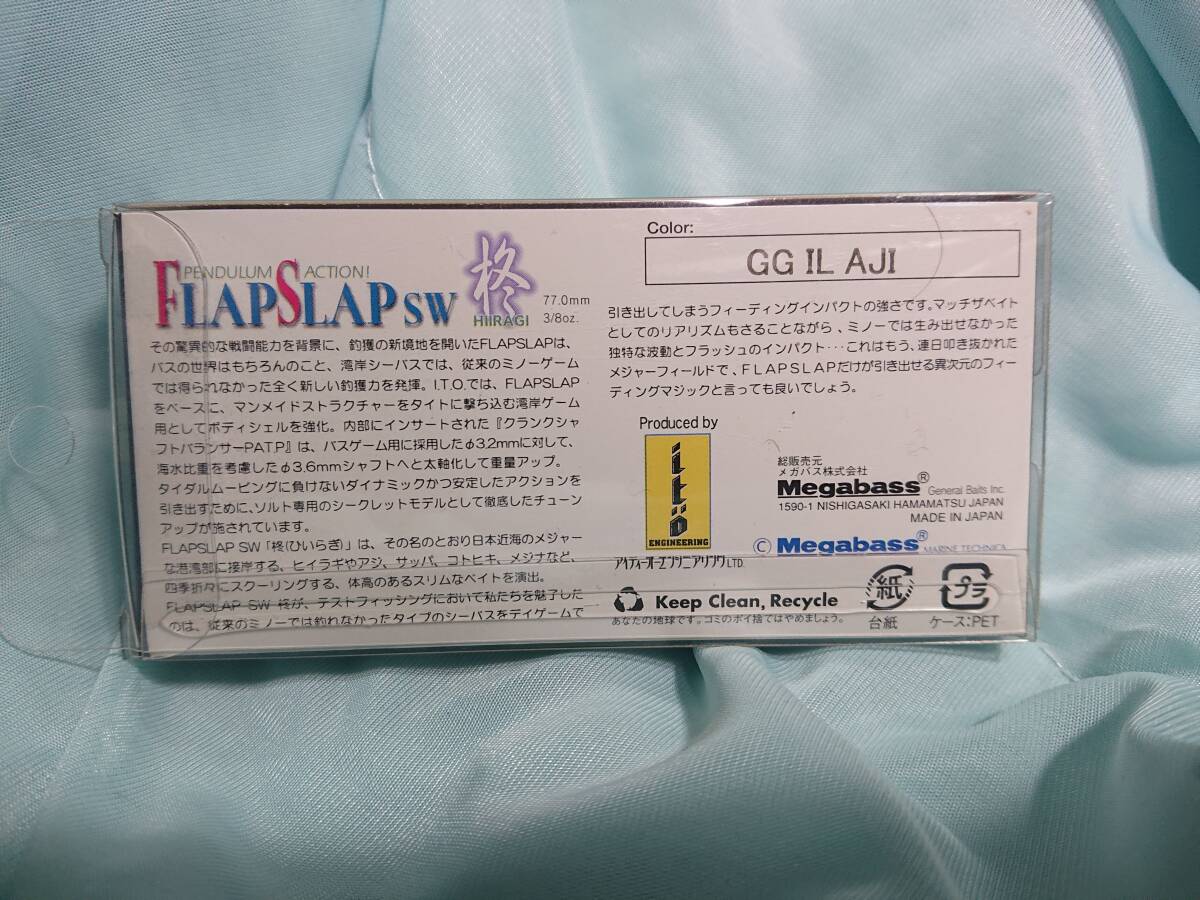 PENDULUM ACTION!
FLAPSLAP SW
柊
HIIRAGI
77.0mm
3/8oz.
その驚異的な戦闘能力を背景に、釣獲の新境地を開いたFLAPSLAPは、
バスの世界はもちろんのこと、湾岸シーバスでは、従来のミノーゲーム
では得られなかった全く新しい釣獲力を発揮。I.T.O.では、FLAPSLAP
をベースに、マンメイドストラクチャーをタイトに撃ち込む湾岸ゲーム
用としてボディシェルを強化。内部にインサートされた『クランクシャ
フトバランサーPAT.P』は、バスゲーム用に採用したφ3.2mmに対して、
海水比重を考慮したφ3.6mmシャフトへと太軸化して重量アップ。
タイダルムービングに負けないダイナミックかつ安定したアクションを
引き出すために、ソルト専用のシークレットモデルとして徹底したチューン
アップが施されています。
FLAPSLAP SW「柊(ひいらぎ)」は、その名のとおり日本近海のメジャー
な港湾部に接岸する、ヒイラギやアジ、サッパ、コトヒキ、メジナなど、
四季折々にスクーリングする、体高のあるスリムなベイトを演出。
FLAPSLAP SW 柊が、テストフィッシングにおいて私たちを魅了した
のは、従来のミノーでは釣れなかったタイプのシーバスをデイゲームで
Color:
GG IL AJI
引き出してしまうフィーディングインパクトの強さです。マッチザベイト
としてのリアリズムもさることながら、ミノーでは生み出せなかった
独特な波動とフラッシュのインパクト･･･これはもう、連日叩き抜かれた
メジャーフィールドで、FLAPSLAPだけが引き出せる異次元のフィー
ディングマジックと言っても良いでしょう。
Produced by
itö
ENGINEERING
アイティーオーエンジニアリングLTD.
総販売元
メガバス株式会社
Megabass® General Baits Inc.
1590-1 NISHIGASAKI HAMAMATSU JAPAN
MADE IN JAPAN
© Megabass® MARINE TECHNICA
Keep Clean, Recycle
あなたの地球です。ゴミのポイ捨てはやめましょう。
紙
台紙
プラ
ケース:PET